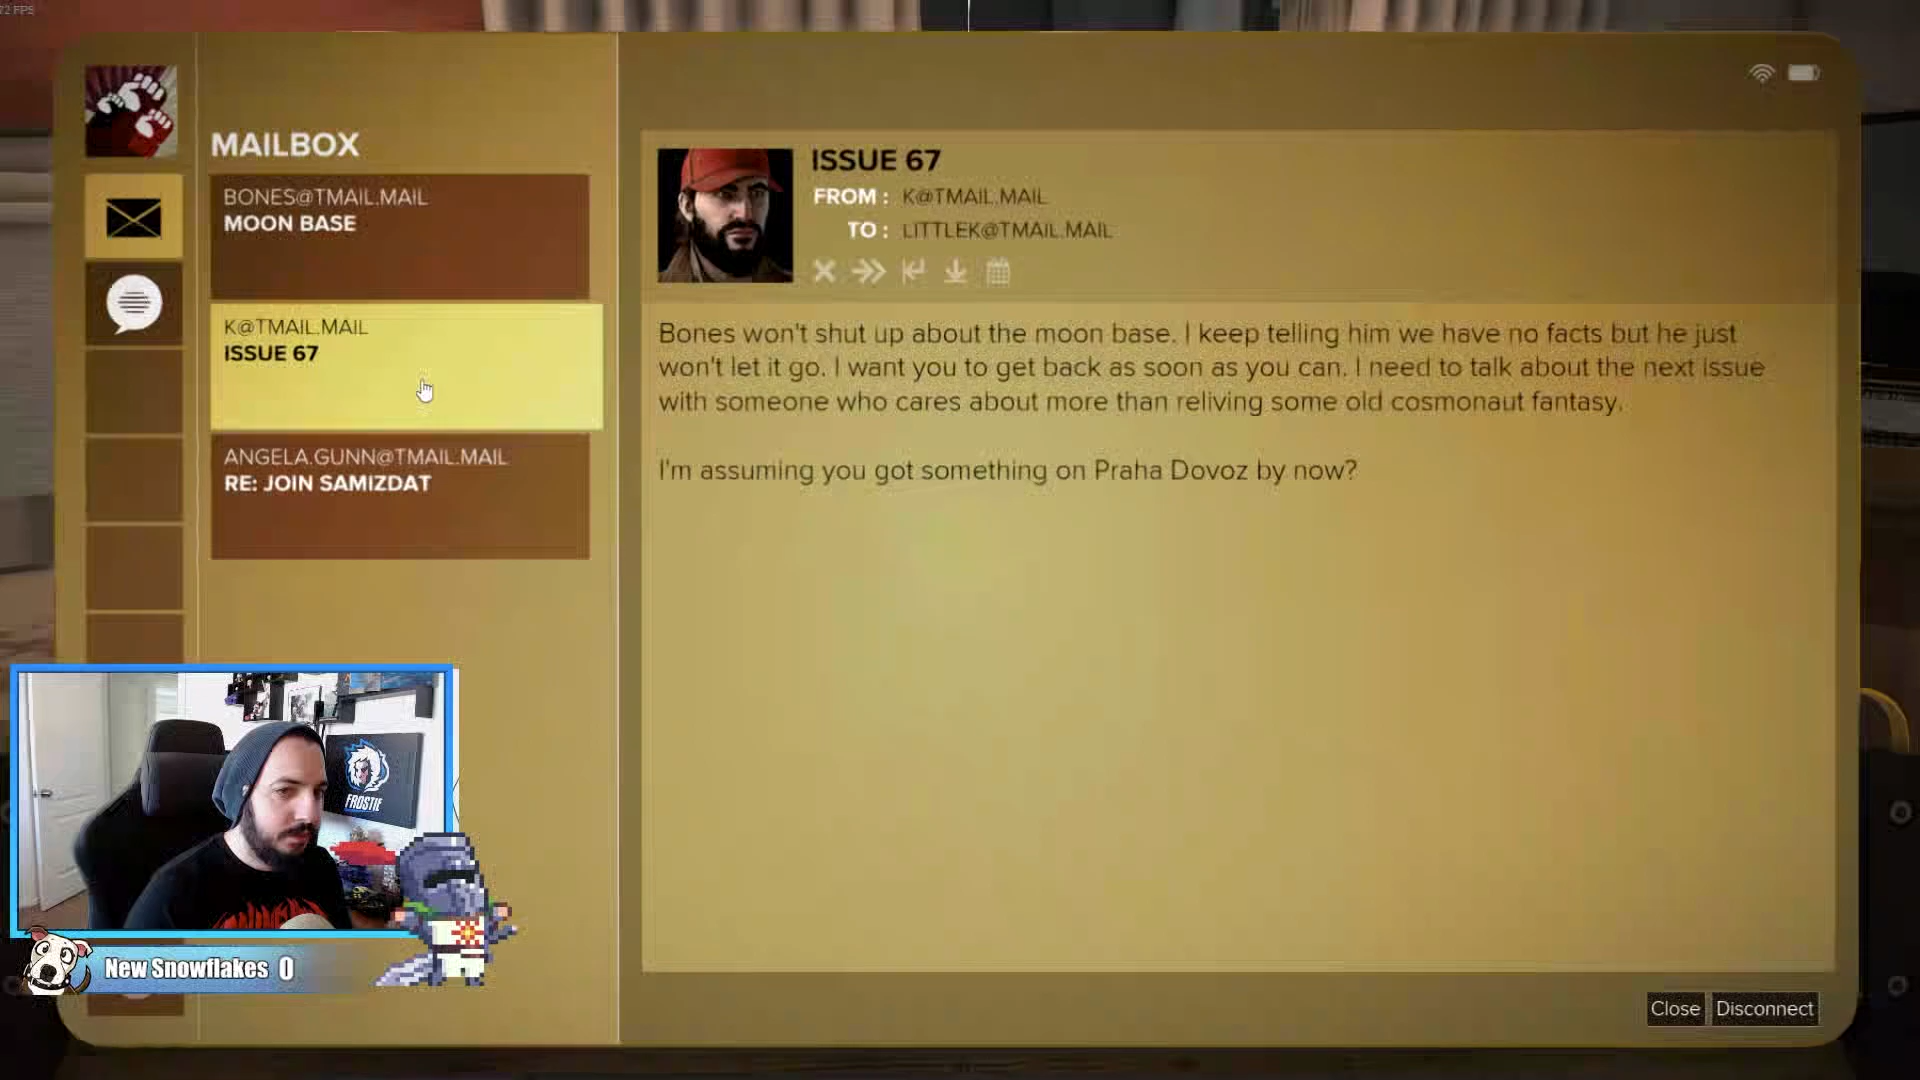 72 FPS
MAILBOX
BONES@TMAIL.MAIL
MOON BASE
K@TMAIL.MAIL
ISSUE 67
ANGELA.GUNN@TMAIL.MAIL
RE: JOIN SAMIZDAT
ISSUE 67
FROM : K@TMAIL.MAIL
TO : LITTLEK@TMAIL.MAIL
Bones won't shut up about the moon base. I keep telling him we have no facts but he just
won't let it go. I want you to get back as soon as you can. I need to talk about the next issue
with someone who cares about more than reliving some old cosmonaut fantasy.
I'm assuming you got something on Praha Dovoz by now?
FROSTIE
New Snowflakes 0
Close Disconnect